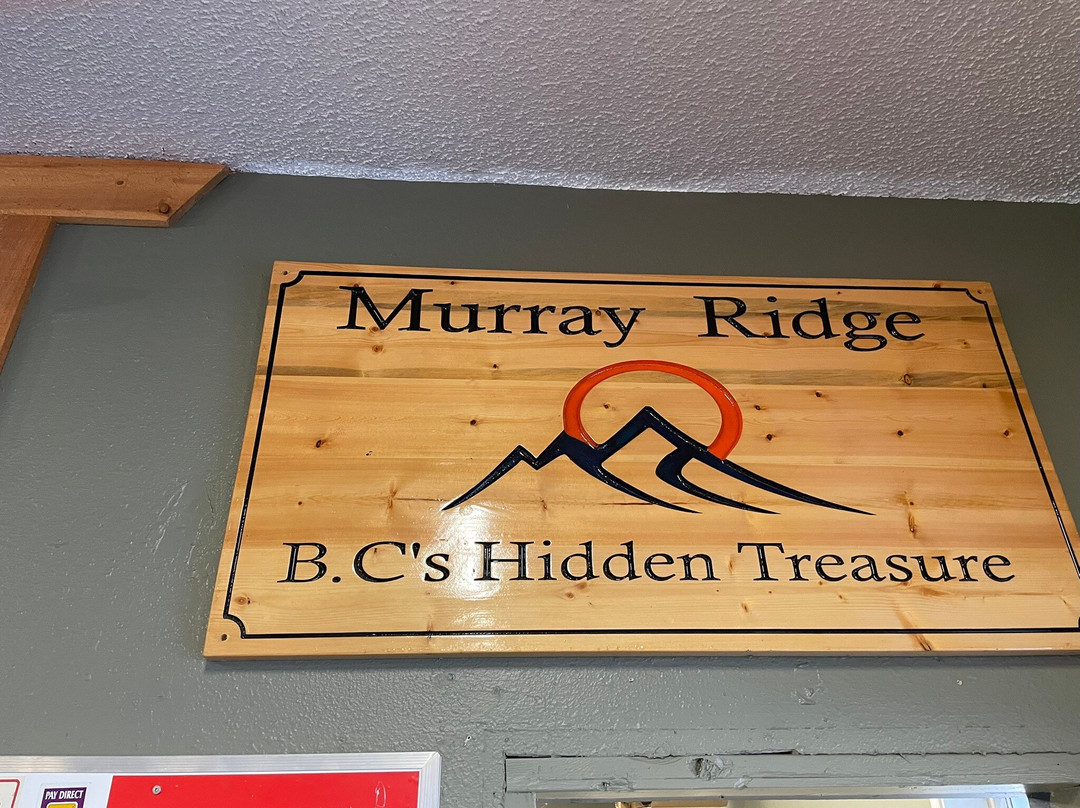 Murray Ridge
B.C's Hidden Treasure
PAY DIRECT